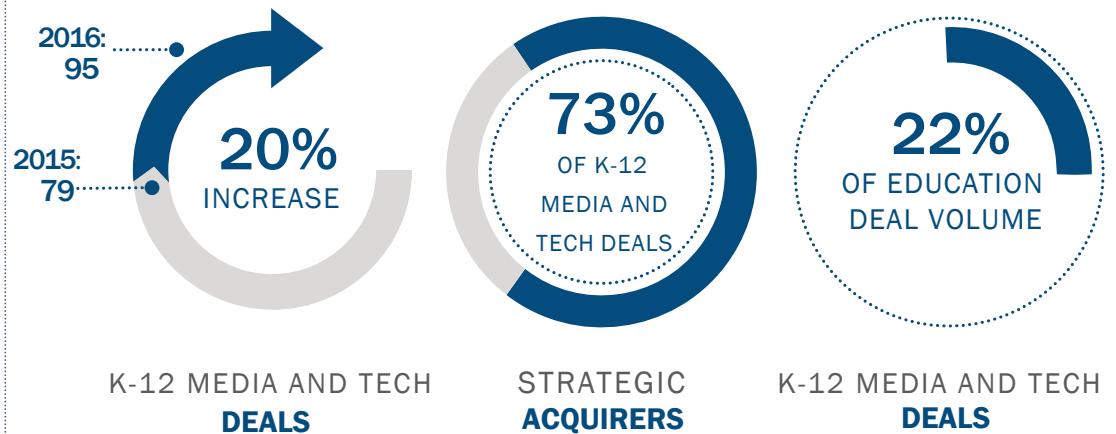 2016:
95
2015:
79
20%
INCREASE
K-12 MEDIA AND TECH
DEALS
73%
OF K-12
MEDIA AND
TECH DEALS
STRATEGIC
ACQUIRERS
22%
OF EDUCATION
DEAL VOLUME
K-12 MEDIA AND TECH
DEALS